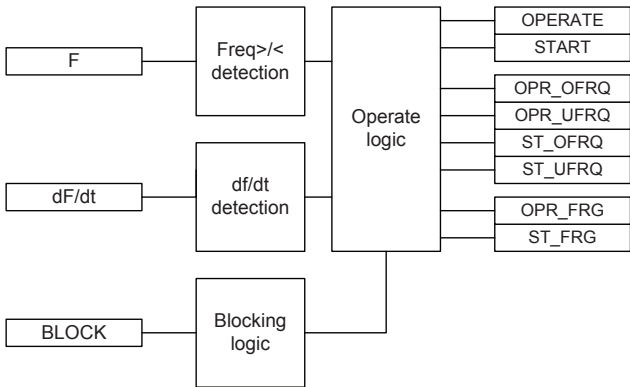 F
Freq>/<
detection
dF/dt
df/dt
detection
BLOCK
Blocking
logic
Operate
logic
OPERATE
START
OPR_OFRQ
OPR_UFRQ
ST_OFRQ
ST_UFRQ
OPR_FRG
ST_FRG